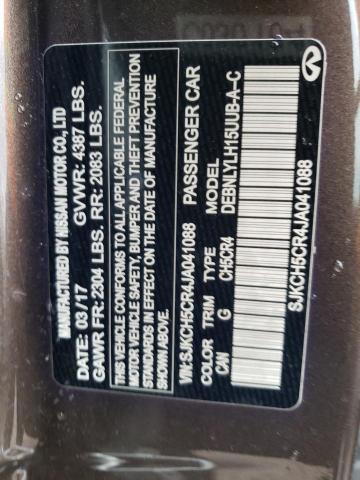 MANUFACTURED BY NISSAN MOTOR CO., LTD
DATE: 03/17 GVWR: 4387 LBS.
GAWR FR: 2304 LBS. RR: 2083 LBS.
THIS VEHICLE CONFORMS TO ALL APPLICABLE FEDERAL
MOTOR VEHICLE SAFETY, BUMPER, AND THEFT PREVENTION
STANDARDS IN EFFECT ON THE DATE OF MANUFACTURE
SHOWN ABOVE.
VIN:SJKCH5CR4JA041088 PASSENGER CAR
COLOR TRIM TYPE DEBNLYLH15UUB-A-C
CAN G CH5CR4
SJKCH5CR4JA041088